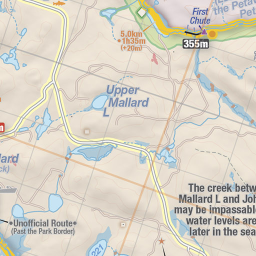 First
Chute
355m
5.0km
~1h35m
(+20m)
Upper
Mallard
L
The creek betw
Mallard L and Joh
may be impassable
water levels are
later in the sea
Unofficial Route
(Past the Park Border)
221